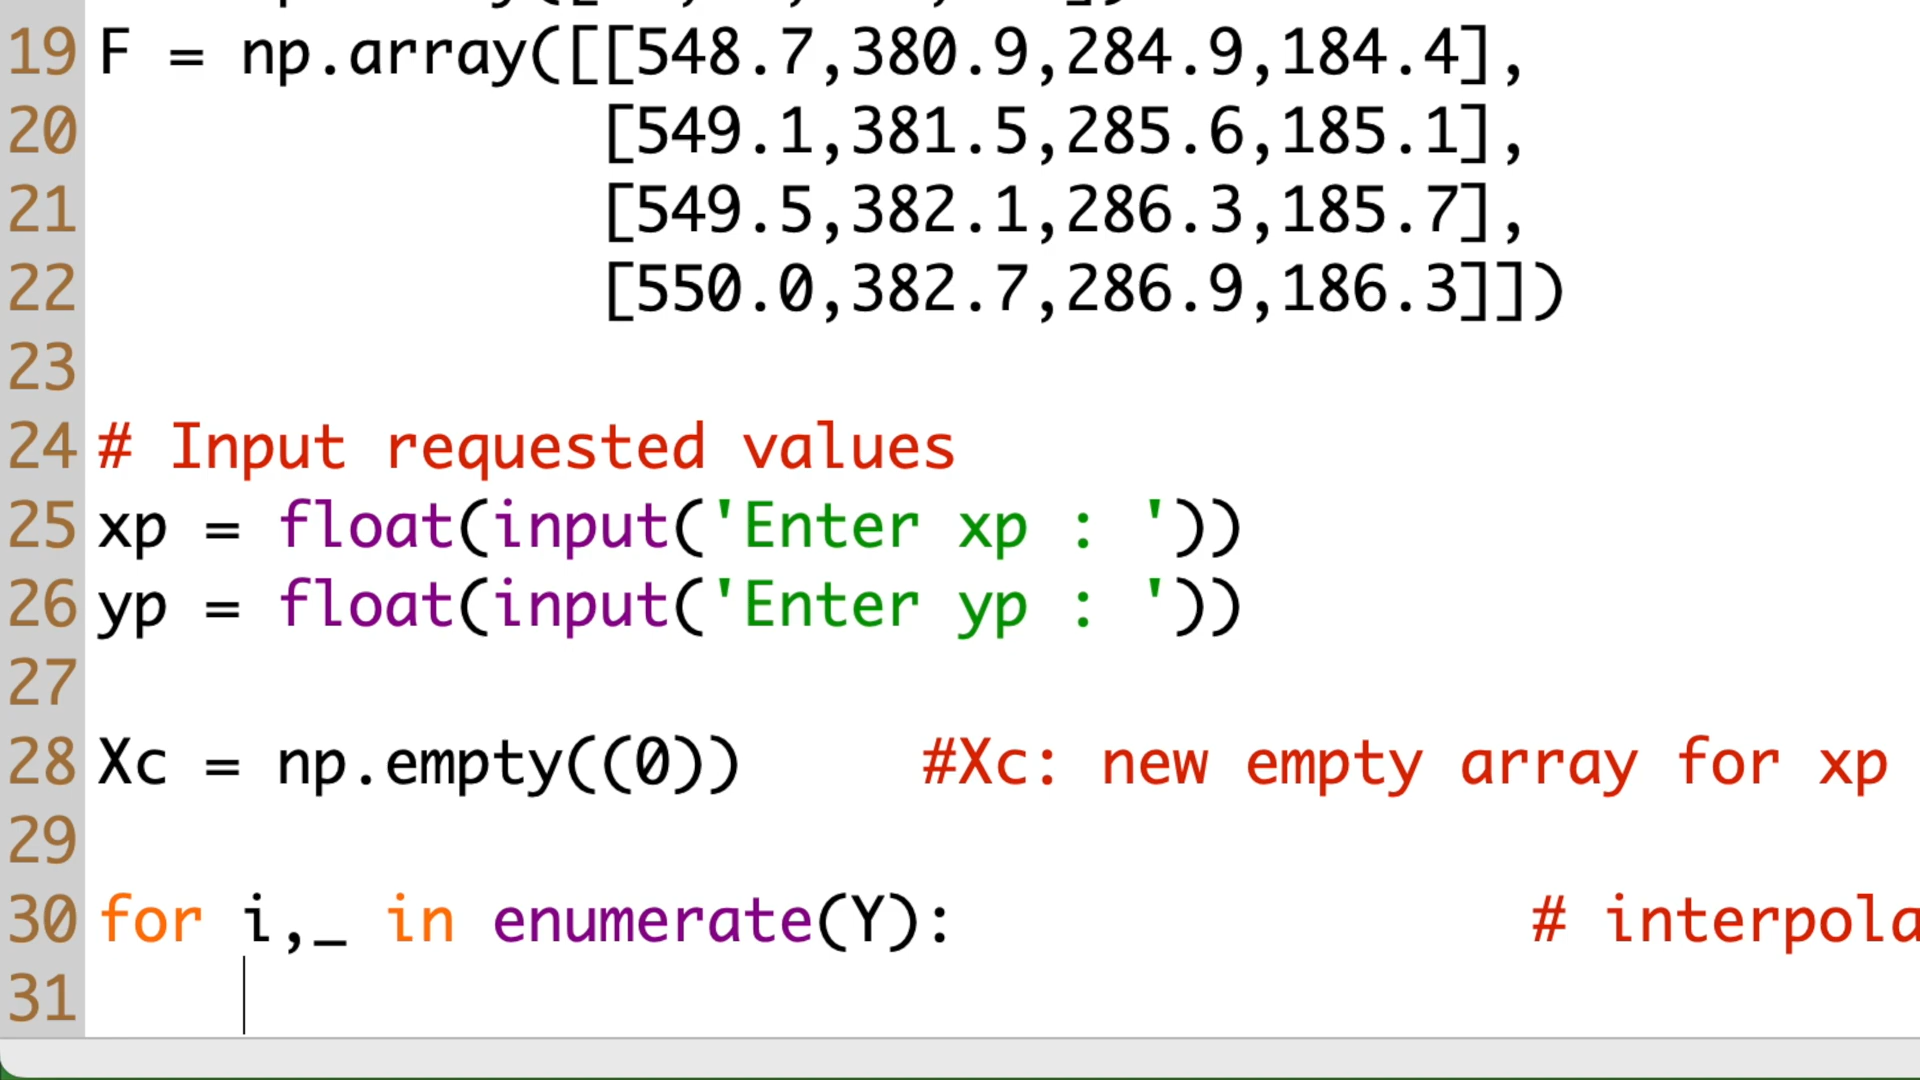 19 F = np.array([[548.7,380.9,284.9,184.4],
20 [549.1,381.5,285.6,185.1],
21 [549.5,382.1,286.3,185.7],
22 [550.0,382.7,286.9,186.3]])
23
24 # Input requested values
25 xp = float(input('Enter xp : '))
26 yp = float(input('Enter yp : '))
27
28 Xc = np.empty((0)) #Xc: new empty array for xp
29
30 for i,_ in enumerate(Y): # interpola
31